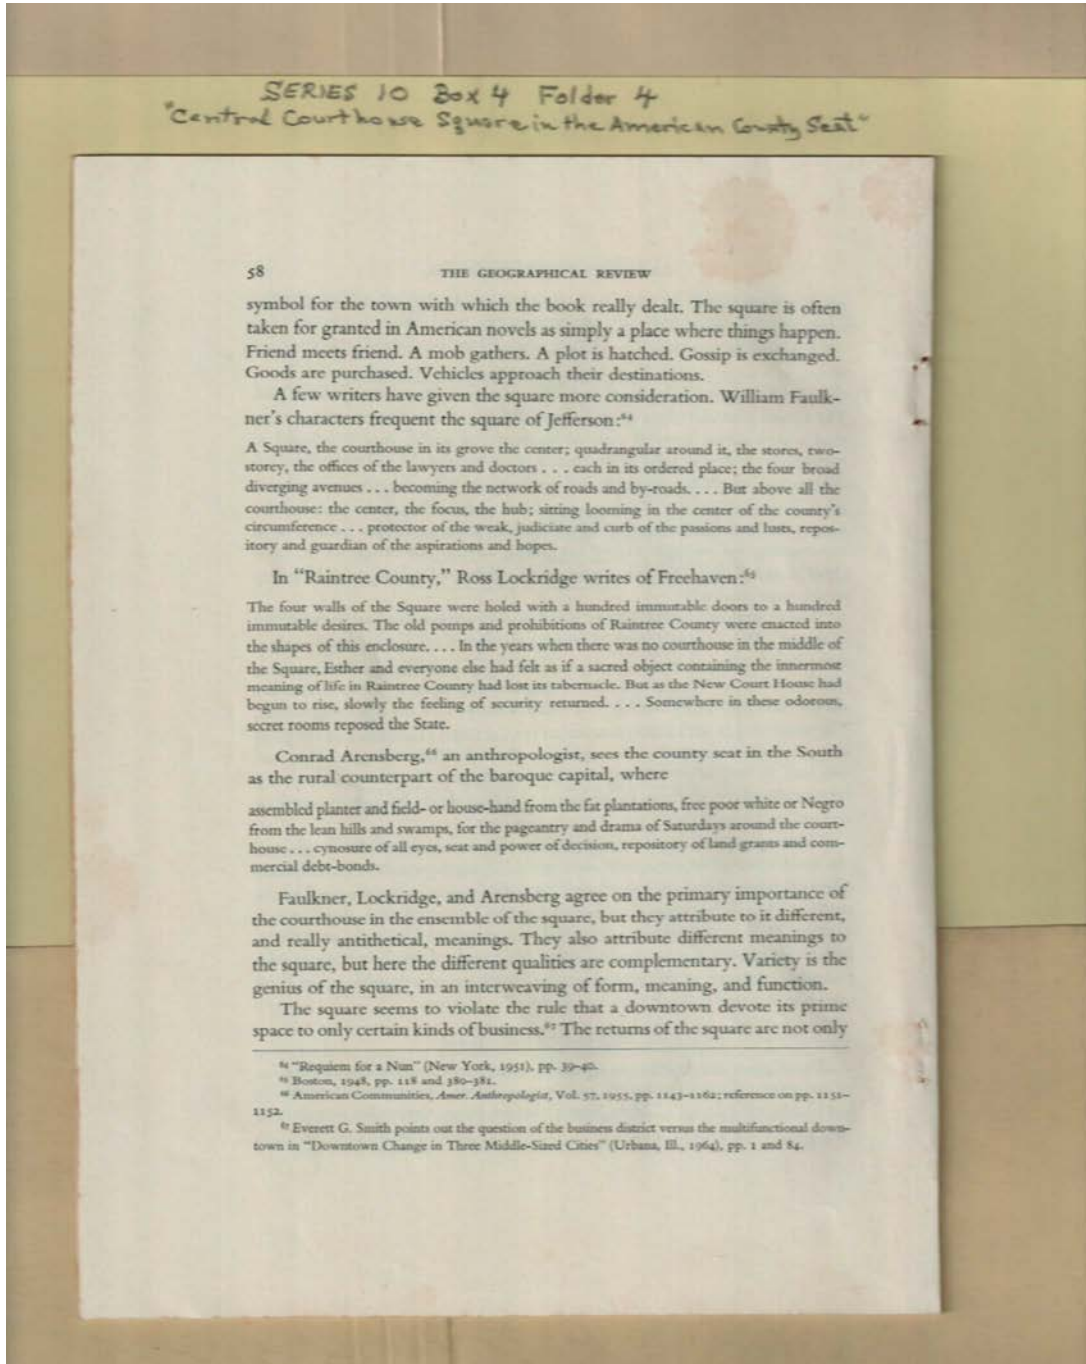 SERIES 10 Box 4 Folder 4
"Central Courthouse Square in the American County Seat"
58 THE GEOGRAPHICAL REVIEW
symbol for the town with which the book really dealt. The square is often
taken for granted in American novels as simply a place where things happen.
Friend meets friend. A mob gathers. A plot is hatched. Gossip is exchanged.
Goods are purchased. Vehicles approach their destinations.
A few writers have given the square more consideration. William Faulk-
ner's characters frequent the square of Jefferson:⁶⁴
A Square, the courthouse in its grove the center; quadrangular around it, the stores, two-
storey, the offices of the lawyers and doctors . . . each in its ordered place; the four broad
diverging avenues . . . becoming the network of roads and by-roads. . . . But above all the
courthouse: the center, the focus, the hub; sitting looming in the center of the county's
circumference . . . protector of the weak, judiciate and curb of the passions and lusts, repos-
itory and guardian of the aspirations and hopes.
In "Raintree County," Ross Lockridge writes of Freehaven:⁶⁵
The four walls of the Square were holed with a hundred immutable doors to a hundred
immutable desires. The old pomps and prohibitions of Raintree County were enacted into
the shapes of this enclosure. . . . In the years when there was no courthouse in the middle of
the Square, Esther and everyone else had felt as if a sacred object containing the innermost
meaning of life in Raintree County had lost its tabernacle. But as the New Court House had
begun to rise, slowly the feeling of security returned. . . . Somewhere in these odorous,
secret rooms reposed the State.
Conrad Arensberg,⁶⁶ an anthropologist, sees the county seat in the South
as the rural counterpart of the baroque capital, where
assembled planter and field- or house-hand from the fat plantations, free poor white or Negro
from the lean hills and swamps, for the pageantry and drama of Saturdays around the court-
house . . . cynosure of all eyes, seat and power of decision, repository of land grants and com-
mercial debt-bonds.
Faulkner, Lockridge, and Arensberg agree on the primary importance of
the courthouse in the ensemble of the square, but they attribute to it different,
and really antithetical, meanings. They also attribute different meanings to
the square, but here the different qualities are complementary. Variety is the
genius of the square, in an interweaving of form, meaning, and function.
The square seems to violate the rule that a downtown devote its prime
space to only certain kinds of business.⁶⁷ The returns of the square are not only
⁶⁴ "Requiem for a Nun" (New York, 1951), pp. 39–40.
⁶⁵ Boston, 1948, pp. 118 and 380–381.
⁶⁶ American Communities, Amer. Anthropologist, Vol. 57, 1955, pp. 1143–1162; reference on pp. 1151–
1152.
⁶⁷ Everett G. Smith points out the question of the business district versus the multifunctional down-
town in "Downtown Change in Three Middle-Sized Cities" (Urbana, Ill., 1964), pp. 1 and 84.